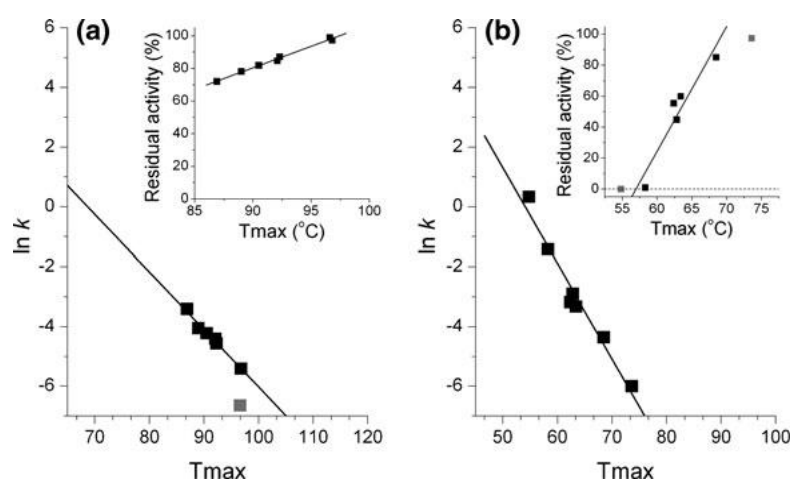 (a)
6
4
2
0
-2
-4
-6
ln k
70 80 90 100 110 120
Tmax
100
80
60
40
20
0
Residual activity (%)
85 90 95 100
Tmax (°C)
(b)
6
4
2
0
-2
-4
-6
ln k
50 60 70 80 90 100
Tmax
100
80
60
40
20
0
Residual activity (%)
55 60 65 70 75
Tmax (°C)